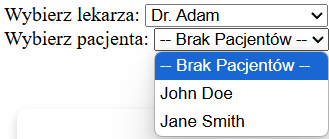 Wybierz lekarza: Dr. Adam
Wybierz pacjenta: -- Brak Pacjentów --
-- Brak Pacjentów --
John Doe
Jane Smith